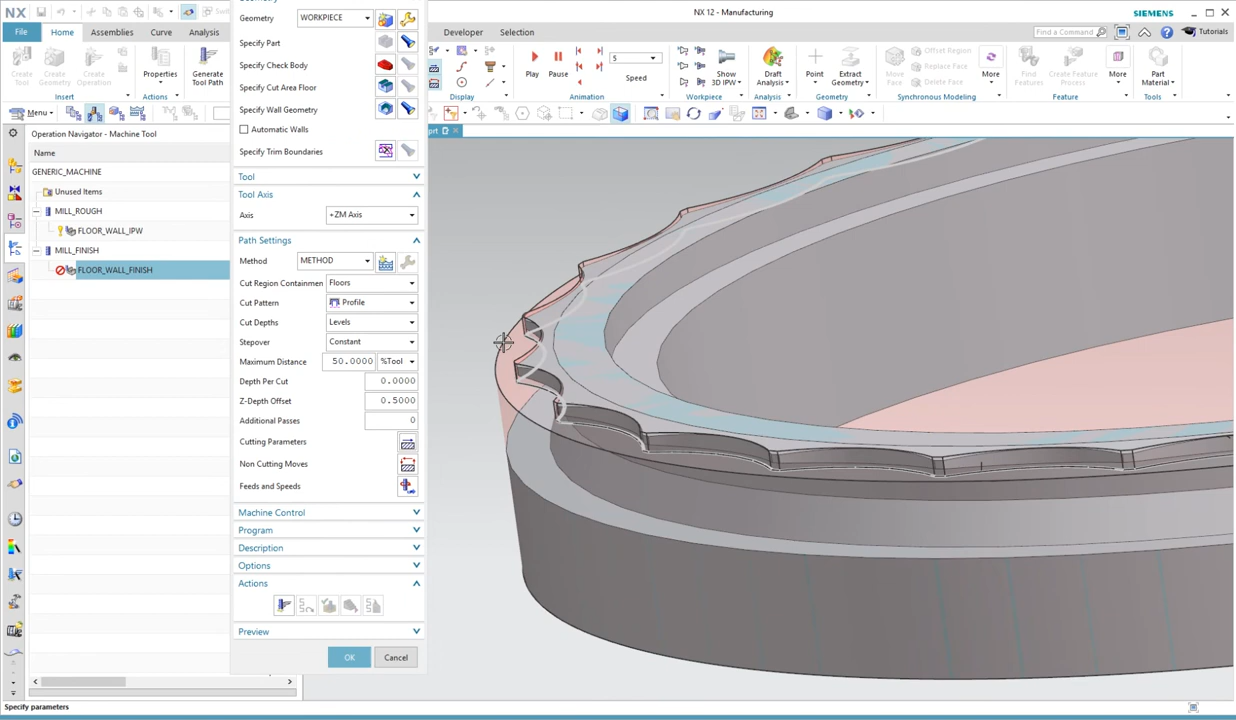 NX
NX 12 - Manufacturing
SIEMENS
File
Home
Assemblies
Curve
Analysis
Developer
Selection
Find a Command
Tutorials
Create Tool
Create Geometry
Create Operation
Properties
Actions
Generate Tool Path
Insert
Actions
Play
Pause
5
Speed
Show 3D IPW
Draft Analysis
Point
Extract Geometry
Move Face
Offset Region
Replace Face
Delete Face
More
Find Features
Create Feature Process
More
Part Material
Display
Animation
Workpiece
Analysis
Geometry
Synchronous Modeling
Feature
Tools
Menu
prt
Operation Navigator - Machine Tool
Name
GENERIC_MACHINE
Unused Items
MILL_ROUGH
FLOOR_WALL_IPW
MILL_FINISH
FLOOR_WALL_FINISH
Geometry
WORKPIECE
Specify Part
Specify Check Body
Specify Cut Area Floor
Specify Wall Geometry
Automatic Walls
Specify Trim Boundaries
Tool
Tool Axis
Axis
+ZM Axis
Path Settings
Method
METHOD
Cut Region Containmen
Floors
Cut Pattern
Profile
Cut Depths
Levels
Stepover
Constant
Maximum Distance
50.0000
%Tool
Depth Per Cut
0.0000
Z-Depth Offset
0.5000
Additional Passes
0
Cutting Parameters
Non Cutting Moves
Feeds and Speeds
Machine Control
Program
Description
Options
Actions
Preview
OK
Cancel
Specify parameters